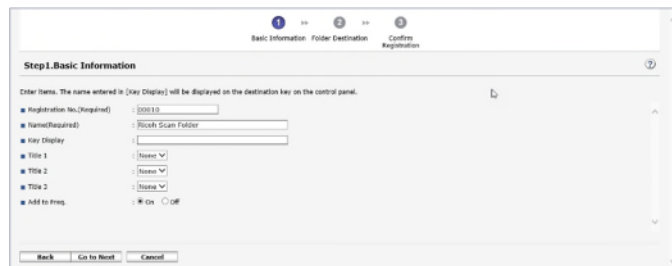 1 »» 2 »» 3
Basic Information Folder Destination Confirm Registration
Step1.Basic Information
Enter items. The name entered in [Key Display] will be displayed on the destination key on the control panel.
Registration No.(Required) : 00010
Name(Required) : Ricoh Scan Folder
Key Display :
Title 1 : None
Title 2 : None
Title 3 : None
Add to Freq. : On Off
Back Go to Next Cancel